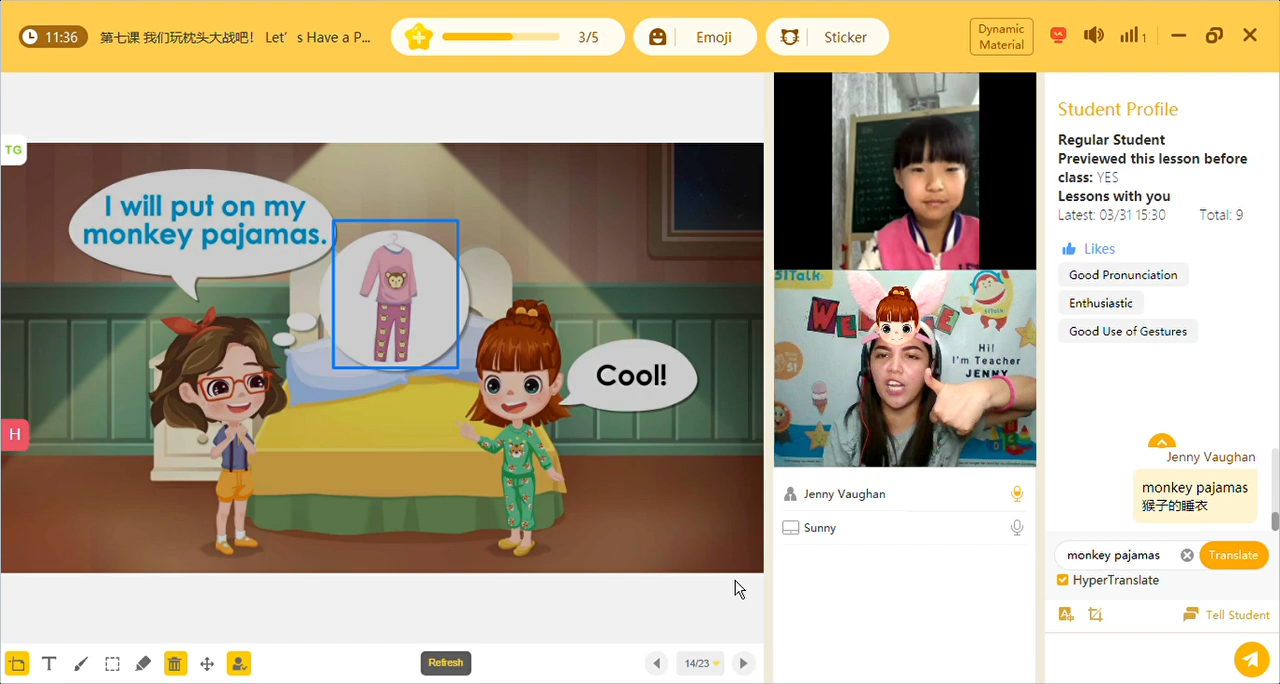 11:36
第七课 我们玩枕头大战吧! Let's Have a P...
3/5
Emoji
Sticker
Dynamic
Material
1
TG
I will put on my
monkey pajamas.
Cool!
H
51Talk
Hi!
I'm Teacher
JENNY
Jenny Vaughan
Sunny
Refresh
14/23
Student Profile
Regular Student
Previewed this lesson before
class: YES
Lessons with you
Latest: 03/31 15:30 Total: 9
Likes
Good Pronunciation
Enthusiastic
Good Use of Gestures
Jenny Vaughan
monkey pajamas
猴子的睡衣
monkey pajamas
Translate
HyperTranslate
Tell Student